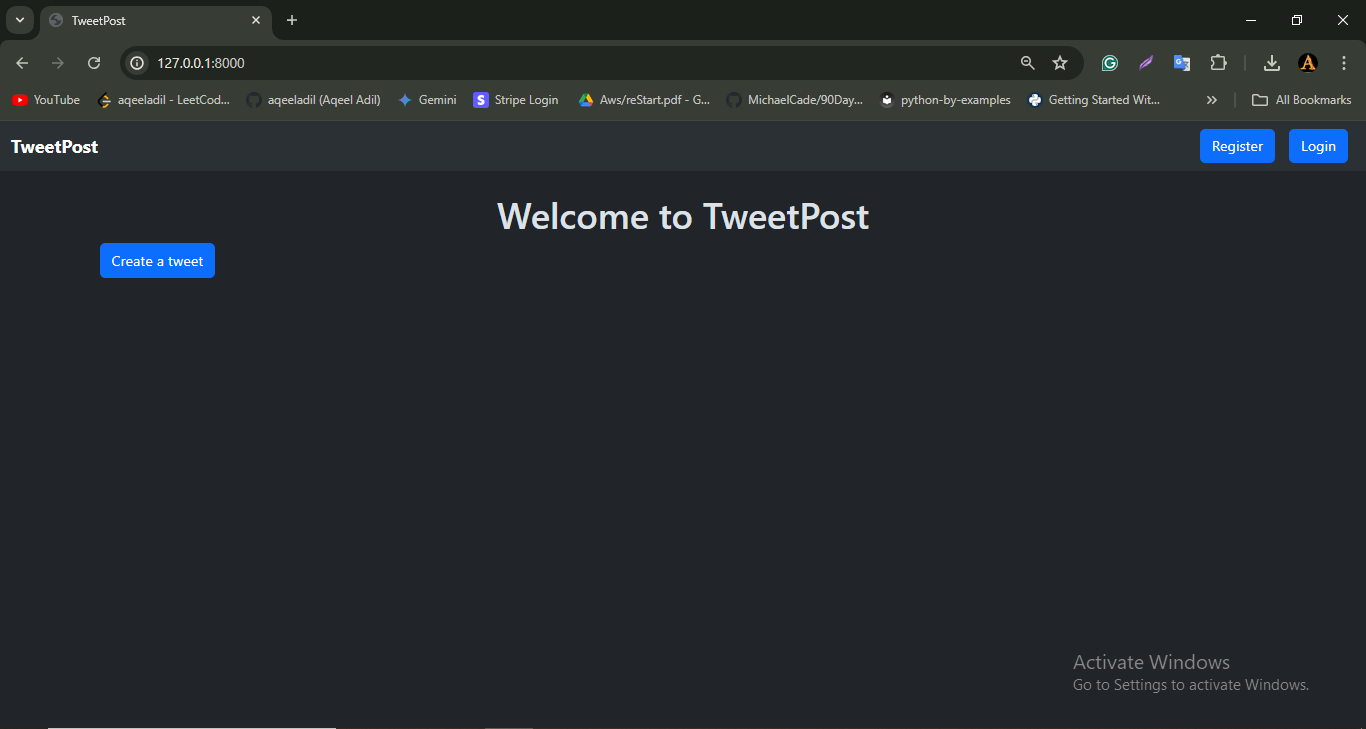 TweetPost
127.0.0.1:8000
YouTube
aqeeladil - LeetCod...
aqeeladil (Aqeel Adil)
Gemini
S
Stripe Login
Aws/reStart.pdf - G...
MichaelCade/90Day...
python-by-examples
Getting Started Wit...
All Bookmarks
TweetPost
Register
Login
Welcome to TweetPost
Create a tweet
Activate Windows
Go to Settings to activate Windows.